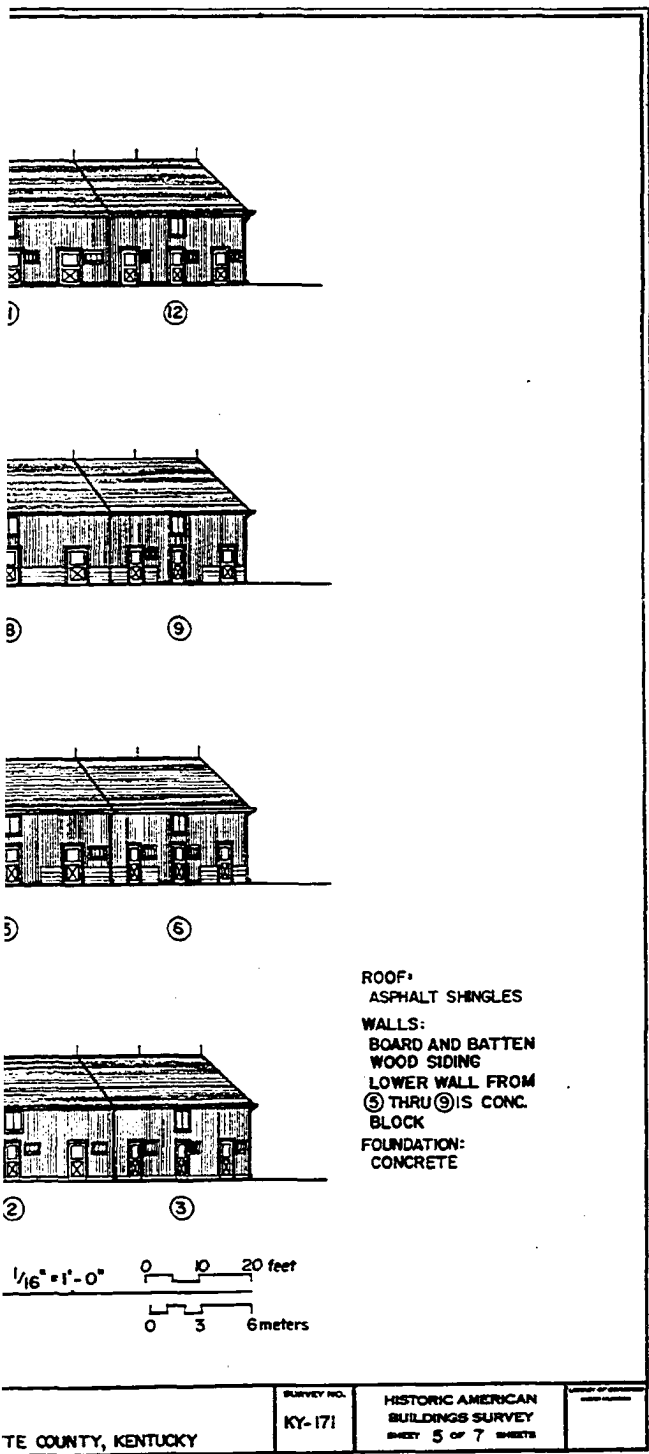 12
8
9
5
6
ROOF:
ASPHALT SHINGLES
WALLS:
BOARD AND BATTEN
WOOD SIDING
LOWER WALL FROM
⑤ THRU ⑨ IS CONC.
BLOCK
FOUNDATION:
CONCRETE
2
3
1/16" = 1'-0"
0 10 20 feet
0 3 6 meters
TE COUNTY, KENTUCKY
SURVEY NO.
KY-171
HISTORIC AMERICAN
BUILDINGS SURVEY
SHEET 5 OF 7 SHEETS